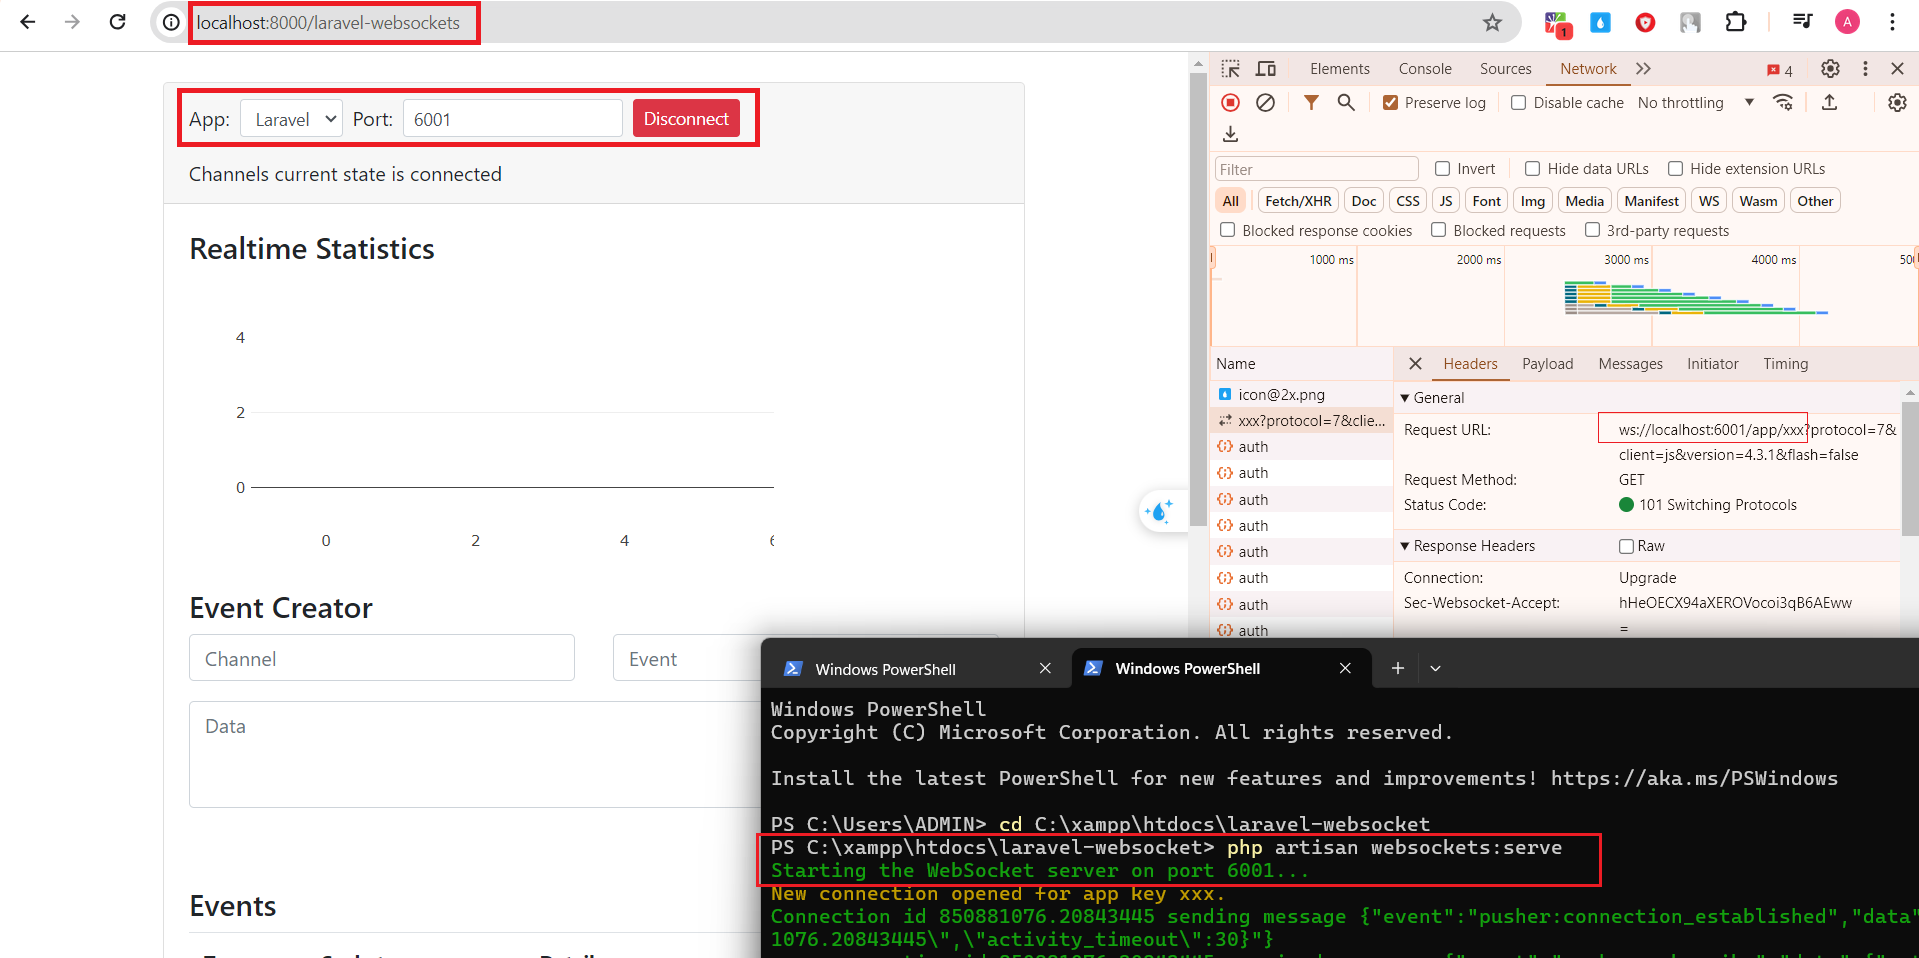 localhost:8000/laravel-websockets
1
A
App: Laravel Port: 6001 Disconnect
Channels current state is connected
Realtime Statistics
4
2
0
0 2 4
Event Creator
Channel Event
Data
Events
Elements Console Sources Network 4
Preserve log Disable cache No throttling
Filter Invert Hide data URLs Hide extension URLs
All Fetch/XHR Doc CSS JS Font Img Media Manifest WS Wasm Other
Blocked response cookies Blocked requests 3rd-party requests
1000 ms 2000 ms 3000 ms 4000 ms 500
Name Headers Payload Messages Initiator Timing
icon@2x.png
xxx?protocol=7&clie...
auth
auth
auth
auth
auth
auth
auth
auth
General
Request URL: ws://localhost:6001/app/xxx?protocol=7&
client=js&version=4.3.1&flash=false
Request Method: GET
Status Code: 101 Switching Protocols
Response Headers Raw
Connection: Upgrade
Sec-Websocket-Accept: hHeOECX94aXEROVocoi3qB6AEww
=
Windows PowerShell Windows PowerShell
Windows PowerShell
Copyright (C) Microsoft Corporation. All rights reserved.
Install the latest PowerShell for new features and improvements! https://aka.ms/PSWindows
PS C:\Users\ADMIN> cd C:\xampp\htdocs\laravel-websocket
PS C:\xampp\htdocs\laravel-websocket> php artisan websockets:serve
Starting the WebSocket server on port 6001...
New connection opened for app key xxx.
Connection id 850881076.20843445 sending message {"event":"pusher:connection_established","data"
1076.20843445\",\"activity_timeout\":30}"}